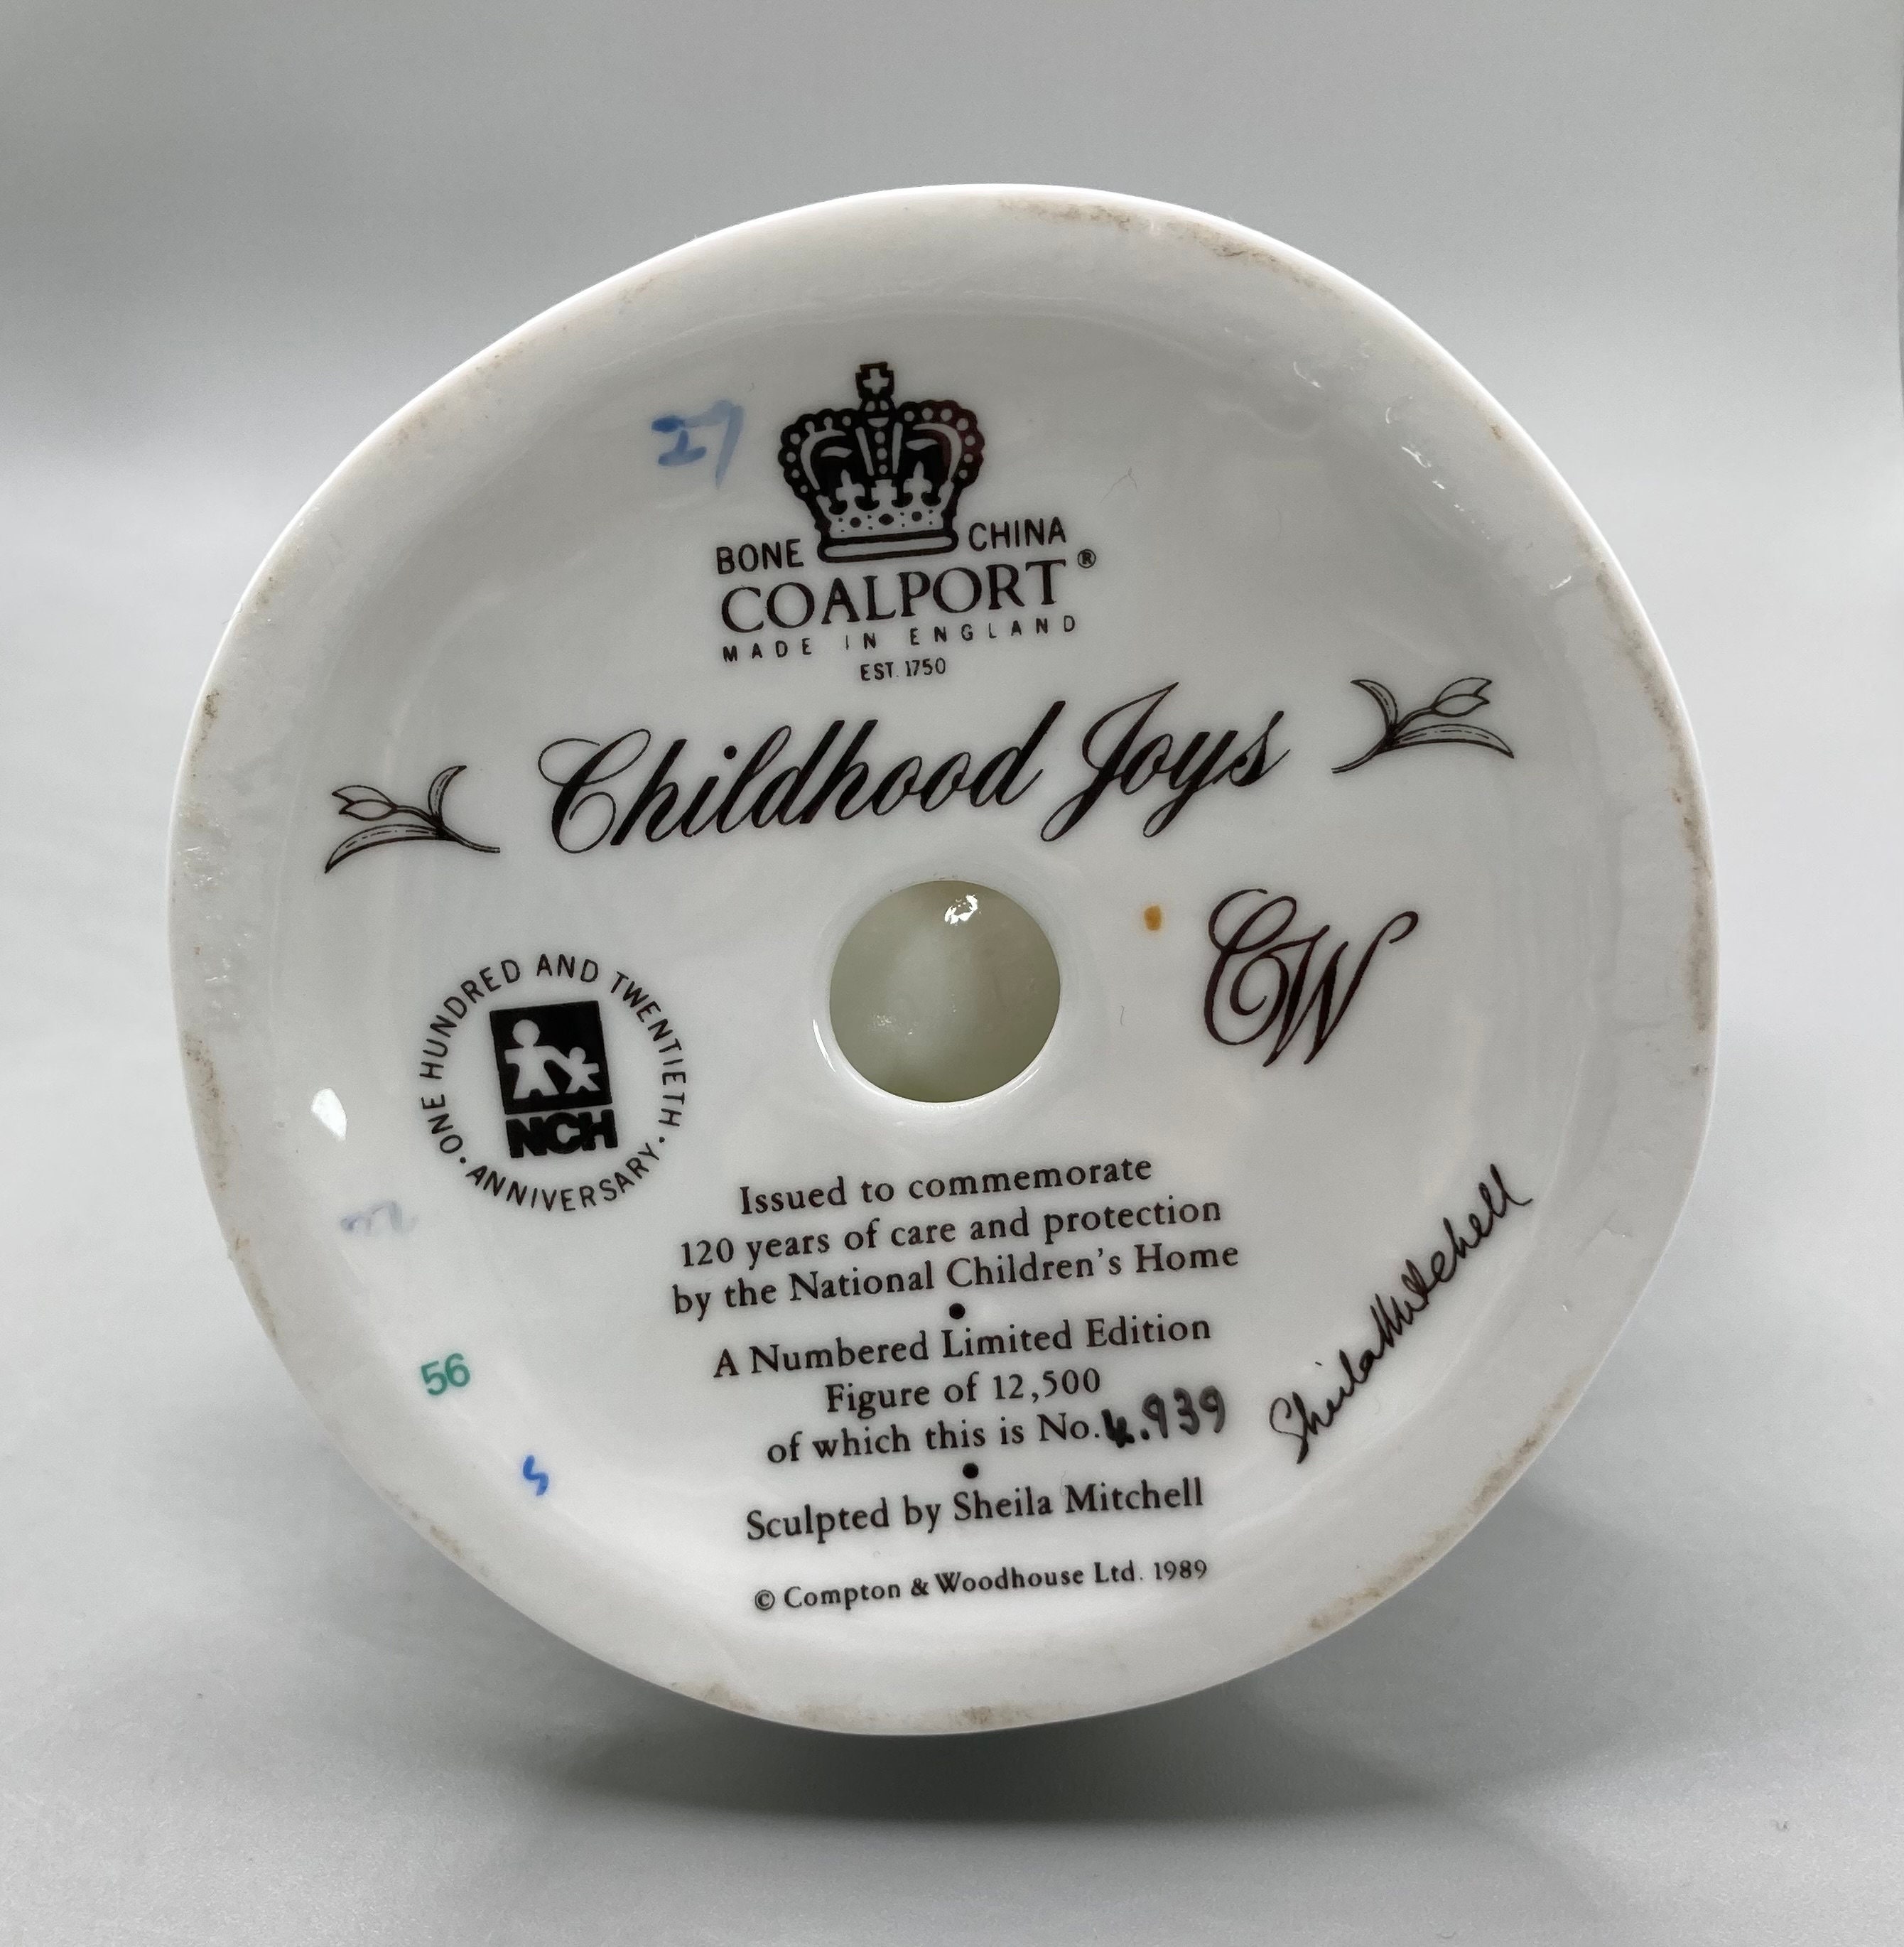 27
BONE CHINA
COALPORT®
MADE IN ENGLAND
EST. 1750
Childhood Joys
CW
ONE HUNDRED AND TWENTIETH · ANNIVERSARY ·
NCH
Issued to commemorate
120 years of care and protection
by the National Children's Home
•
A Numbered Limited Edition
Figure of 12,500
of which this is No. 4.939
•
Sculpted by Sheila Mitchell
© Compton & Woodhouse Ltd. 1989
Sheila Mitchell
56